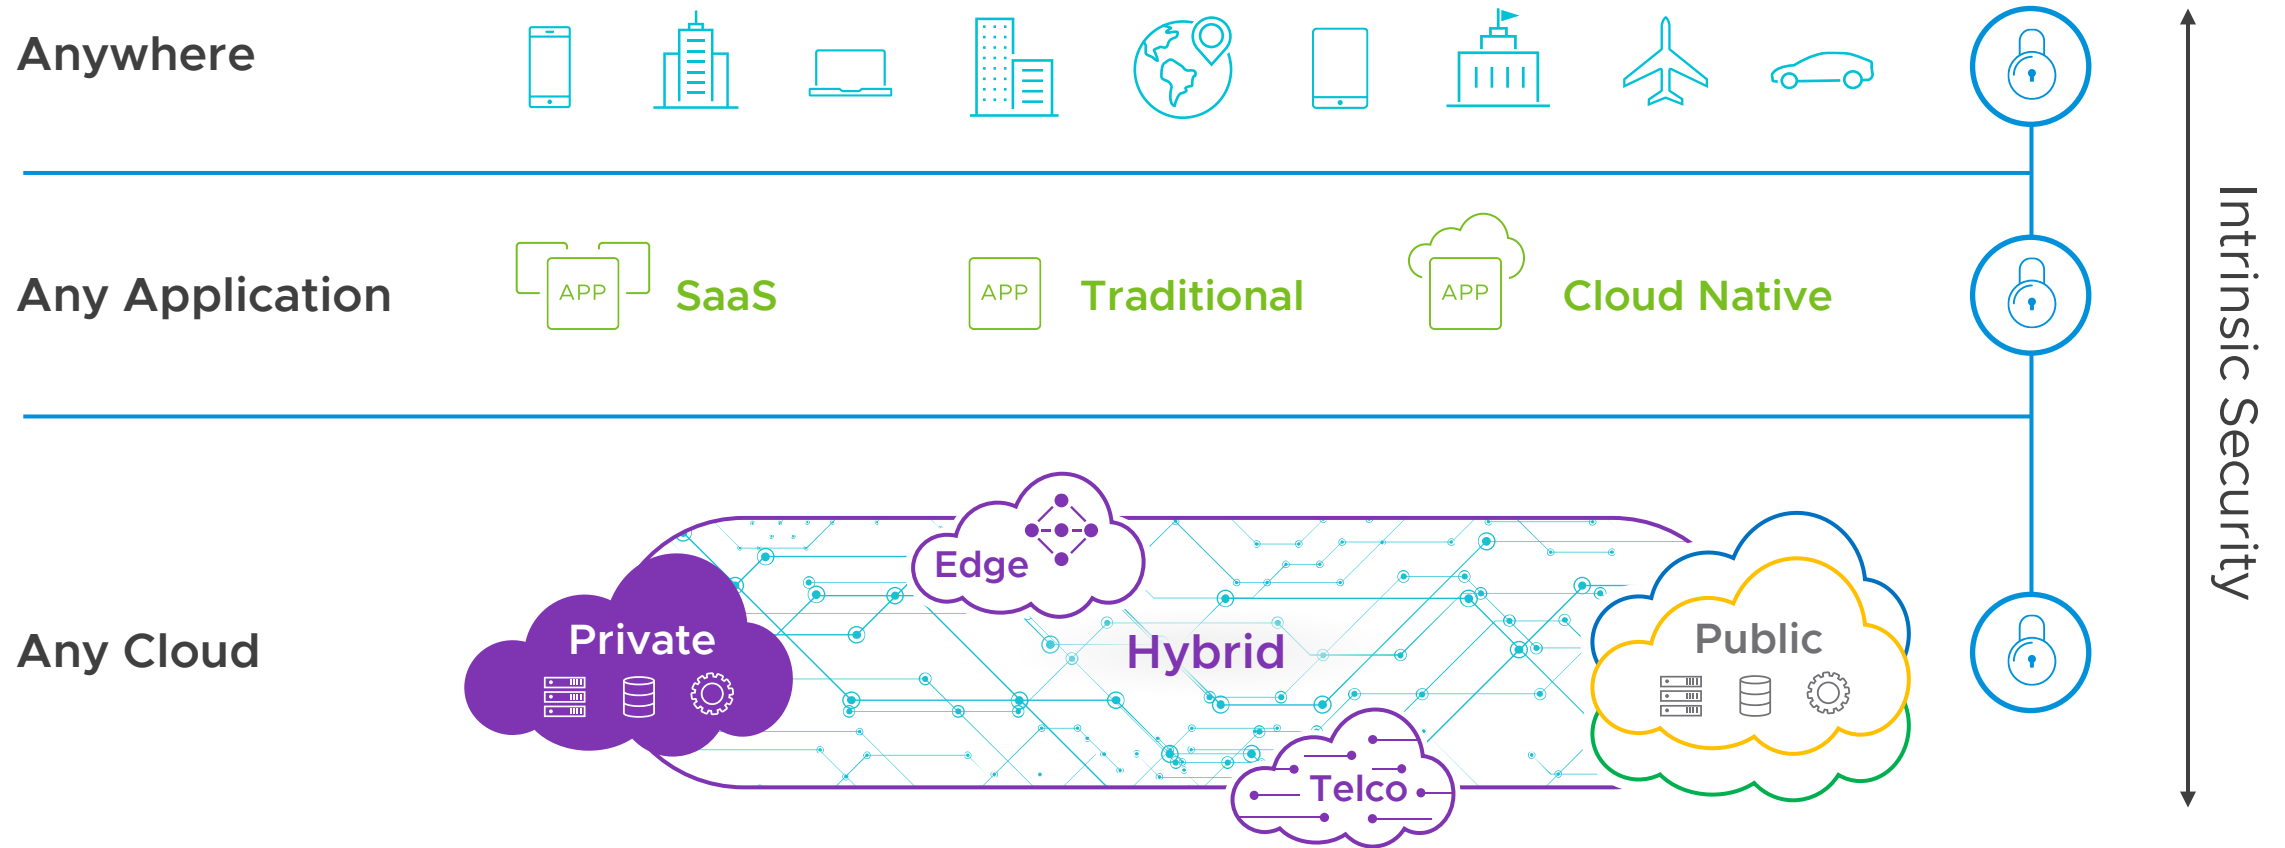 Anywhere
Any Application
APP
SaaS
APP
Traditional
APP
Cloud Native
Any Cloud
Private
Edge
Hybrid
Telco
Public
Intrinsic Security